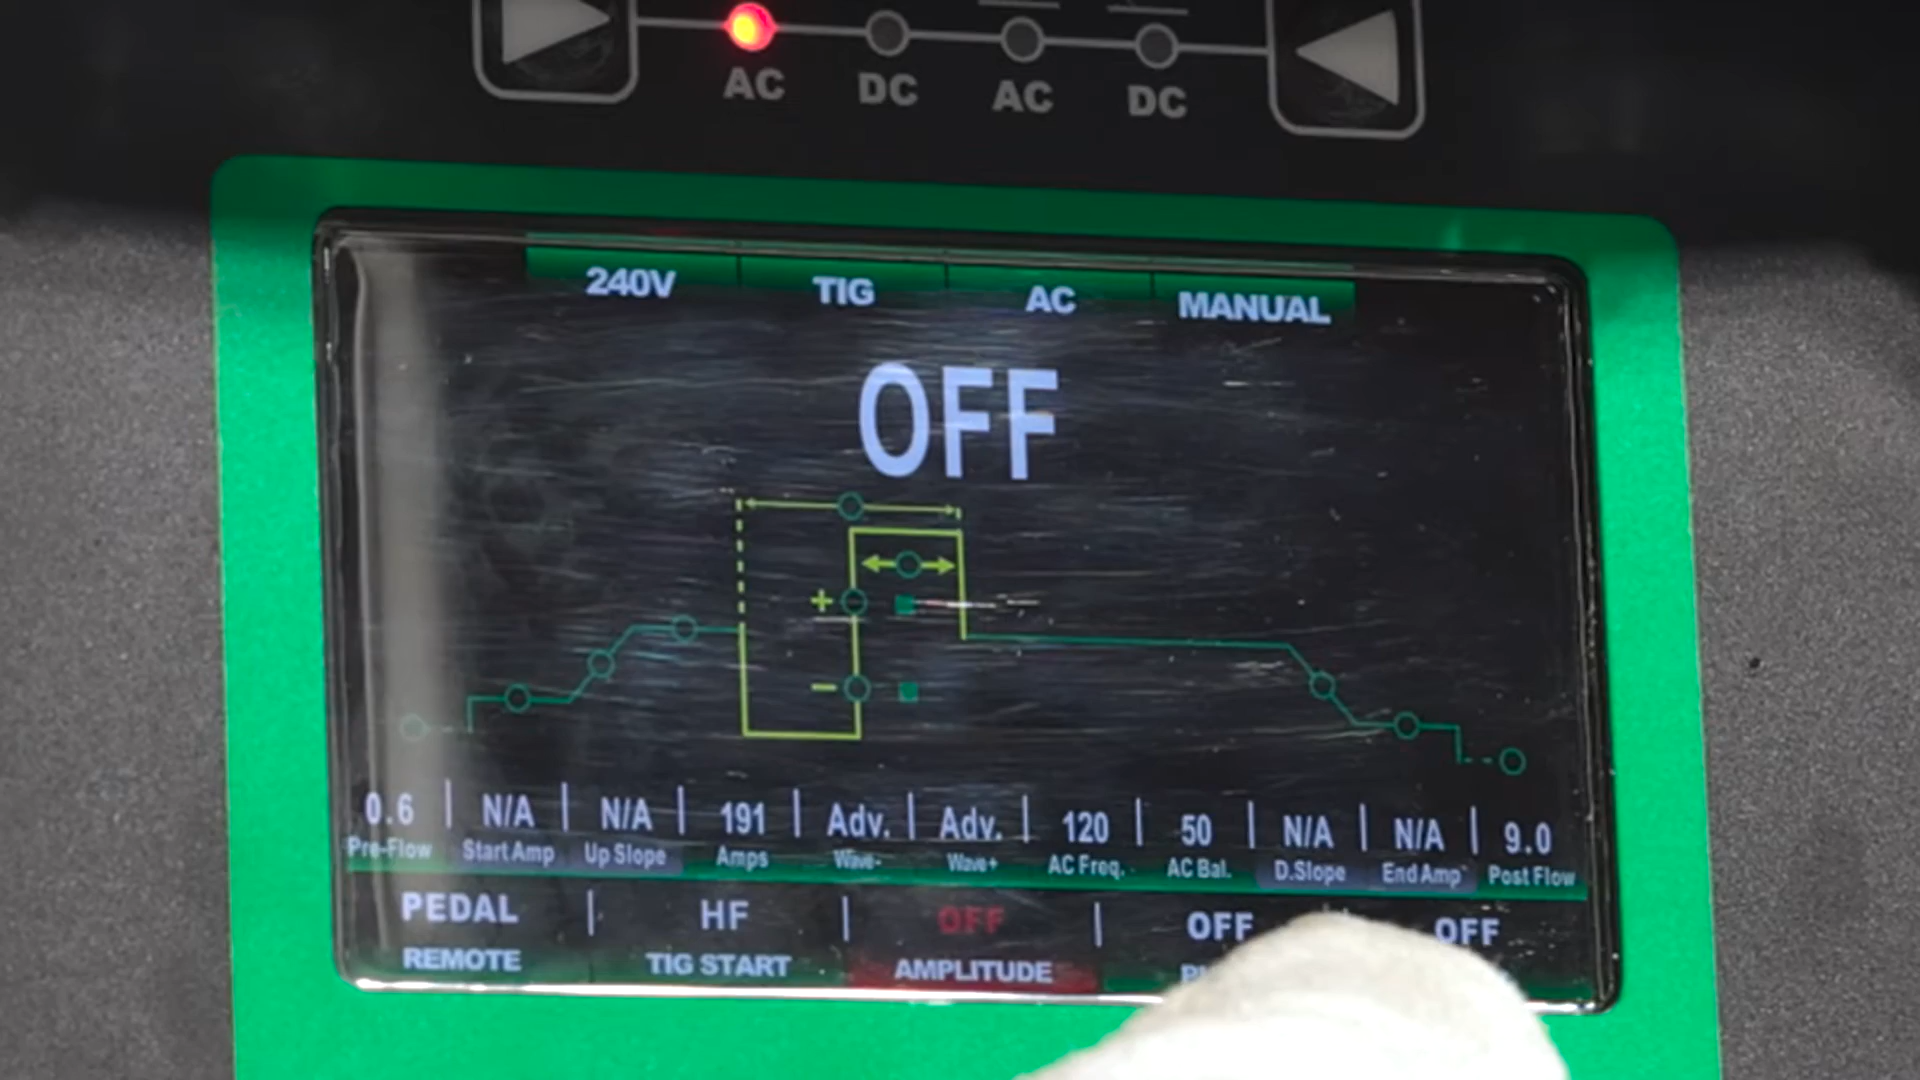 AC DC AC DC
240V TIG AC MANUAL
OFF
+
−
0.6 | N/A | N/A | 191 | Adv. | Adv. | 120 | 50 | N/A | N/A | 9.0
Pre-Flow Start Amp Up Slope Amps Wave- Wave+ AC Freq. AC Bal. D.Slope End Amp Post Flow
PEDAL | HF | OFF | OFF OFF
REMOTE TIG START AMPLITUDE